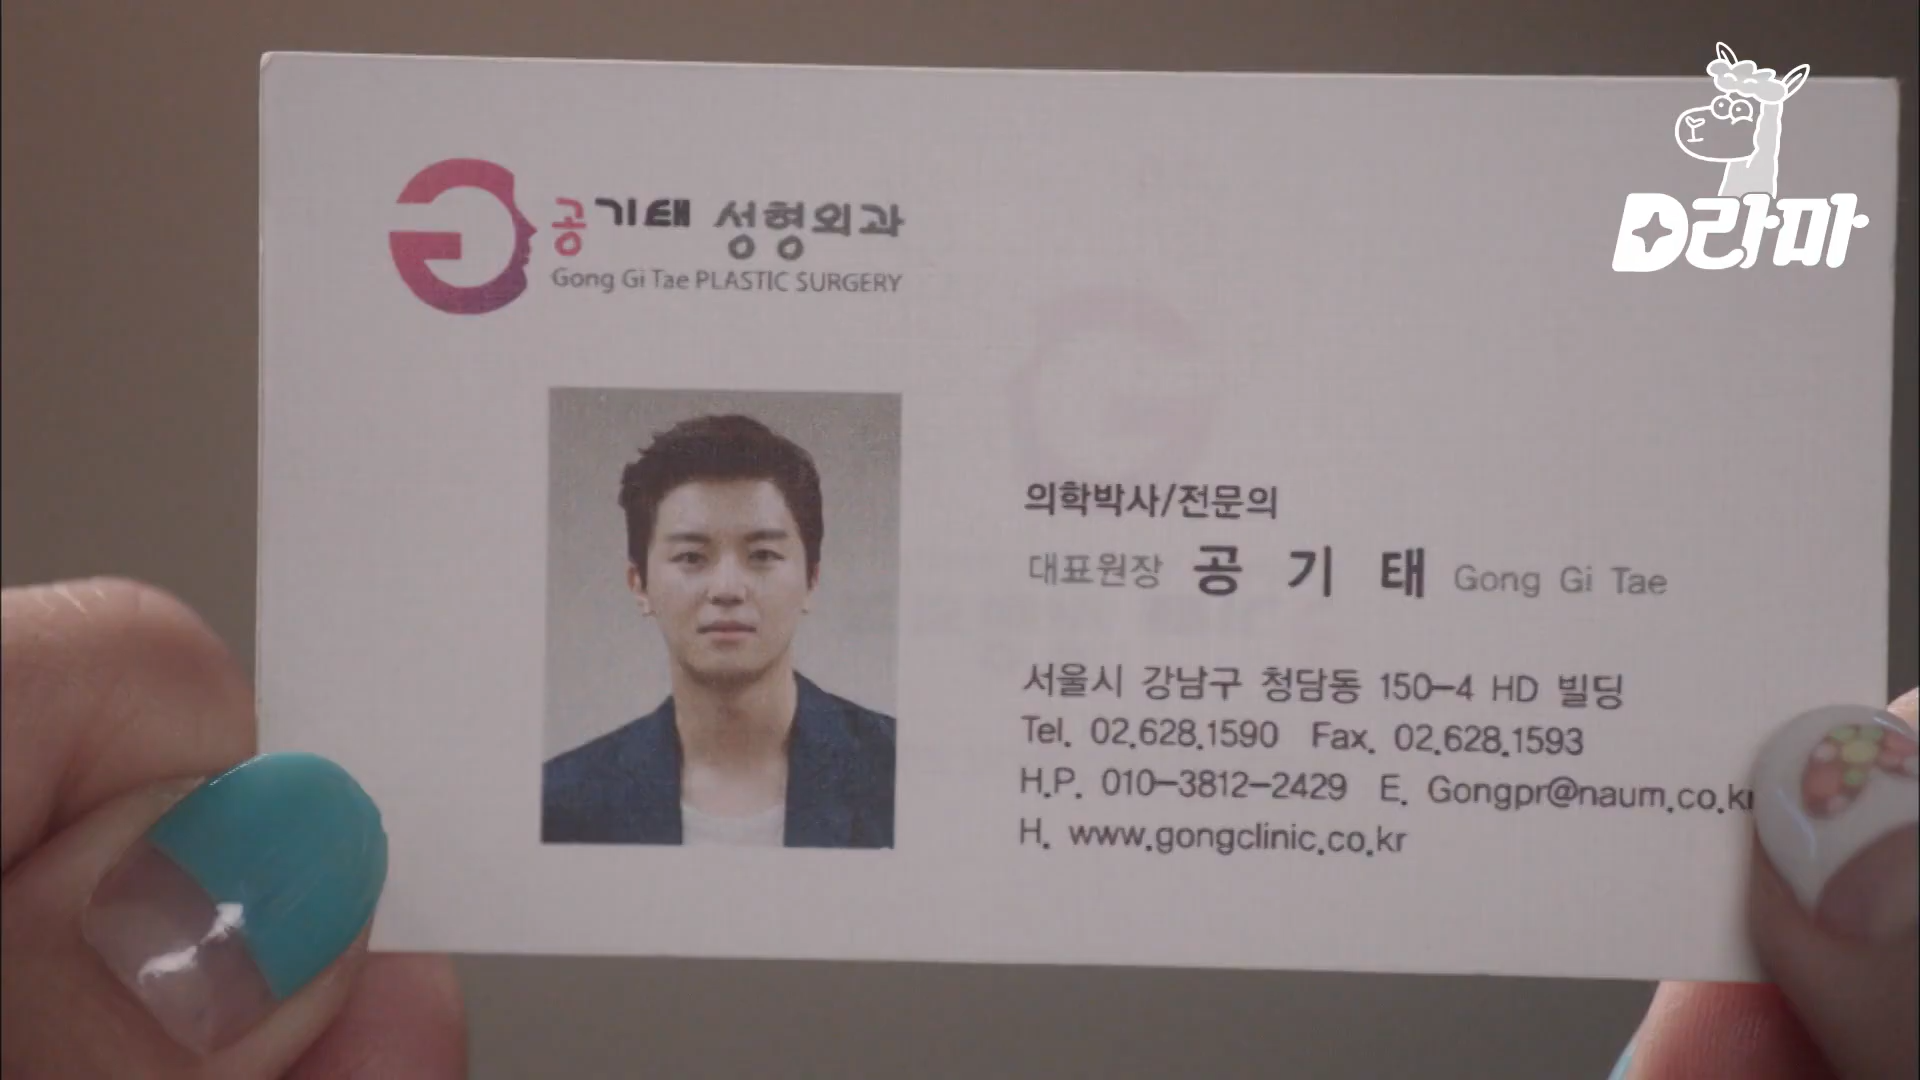 D라마
공기태 성형외과
Gong Gi Tae PLASTIC SURGERY
의학박사/전문의
대표원장 공 기 태 Gong Gi Tae
서울시 강남구 청담동 150-4 HD 빌딩
Tel. 02.628.1590 Fax. 02.628.1593
H.P. 010-3812-2429 E. Gongpr@naum.co.kr
H. www.gongclinic.co.kr